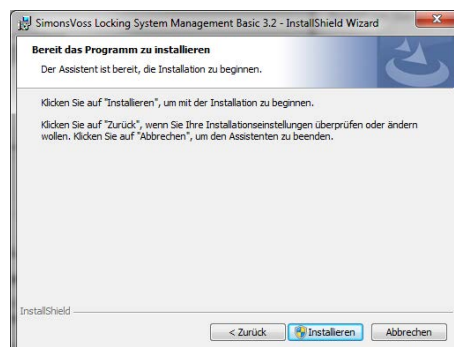 SimonsVoss Locking System Management Basic 3.2 - InstallShield Wizard
Bereit das Programm zu installieren
Der Assistent ist bereit, die Installation zu beginnen.
Klicken Sie auf "Installieren", um mit der Installation zu beginnen.
Klicken Sie auf "Zurück", wenn Sie Ihre Installationseinstellungen überprüfen oder ändern
wollen. Klicken Sie auf "Abbrechen", um den Assistenten zu beenden.
InstallShield
< Zurück Installieren Abbrechen